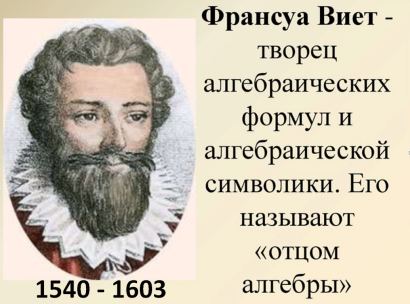 Франсуа Виет -
творец
алгебраических
формул и
алгебраической
символики. Его
называют
«отцом
алгебры»
1540 - 1603